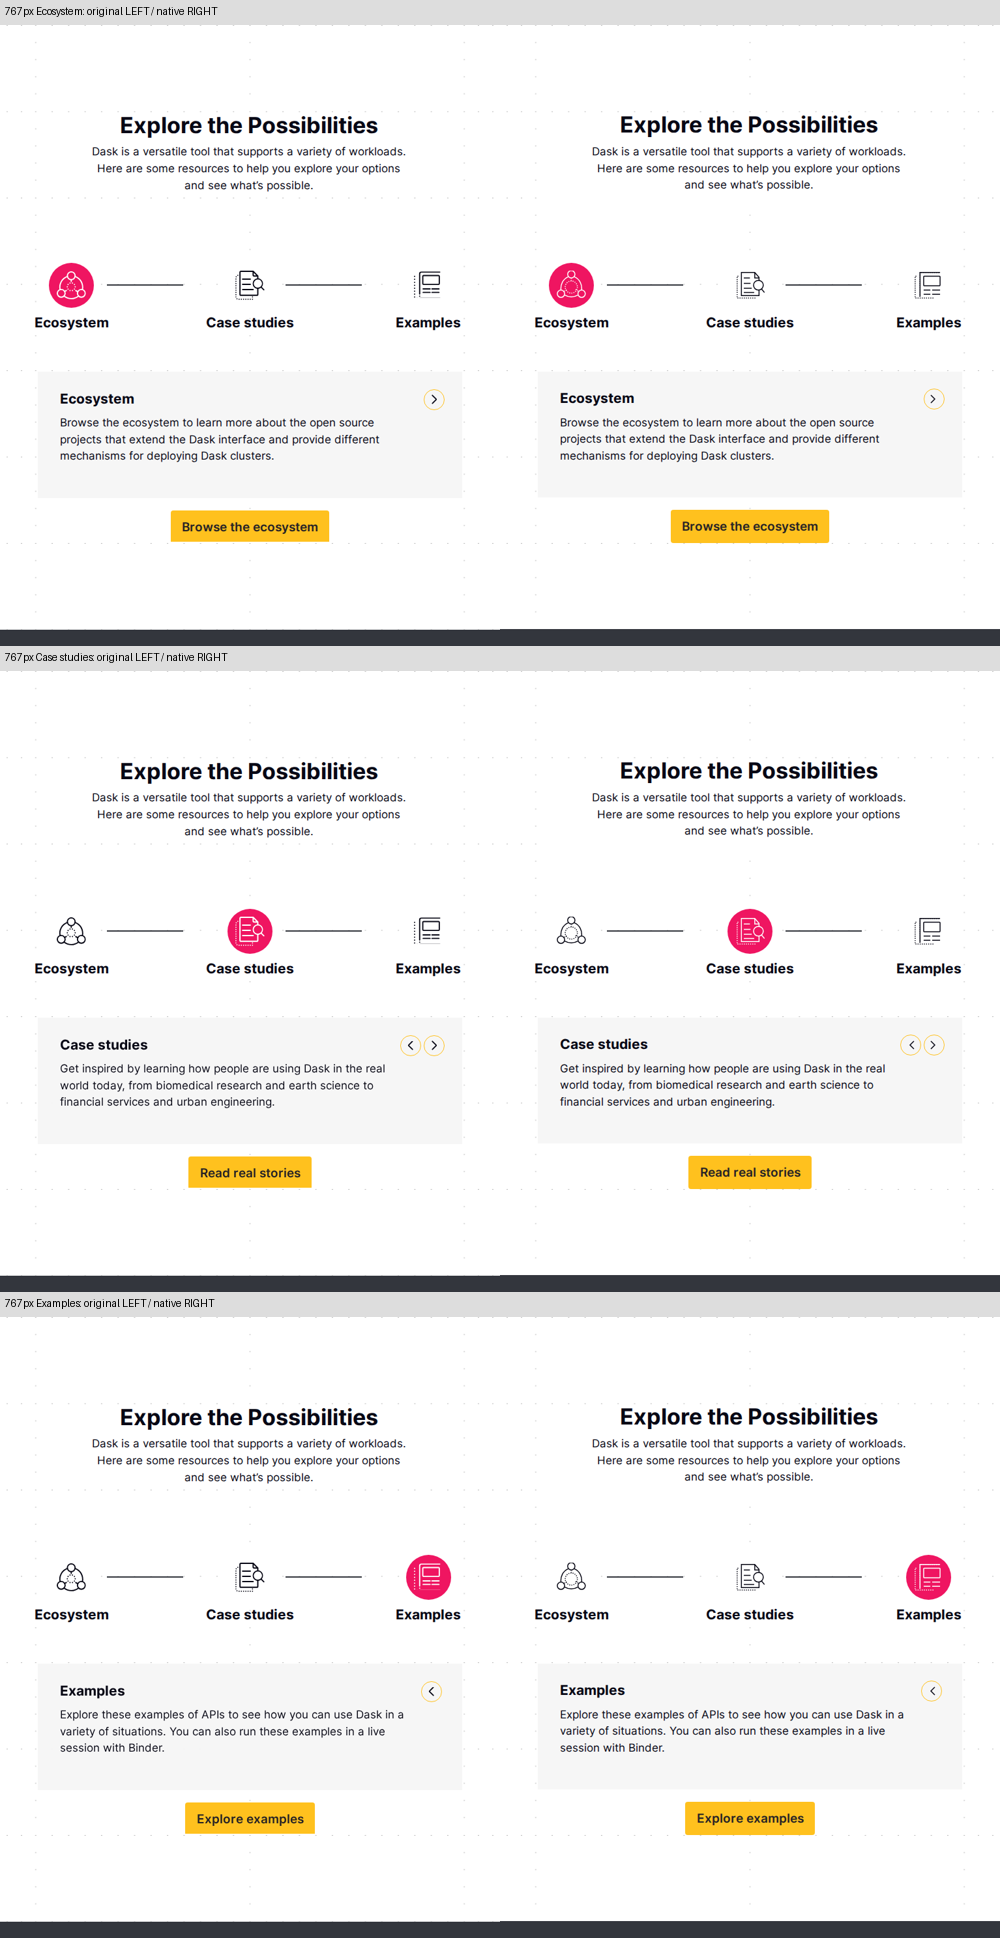 767px Ecosystem: original LEFT / native RIGHT
Explore the Possibilities
Dask is a versatile tool that supports a variety of workloads.
Here are some resources to help you explore your options
and see what's possible.
Ecosystem
Case studies
Examples
Ecosystem
Browse the ecosystem to learn more about the open source
projects that extend the Dask interface and provide different
mechanisms for deploying Dask clusters.
Browse the ecosystem
Explore the Possibilities
Dask is a versatile tool that supports a variety of workloads.
Here are some resources to help you explore your options
and see what's possible.
Ecosystem
Case studies
Examples
Ecosystem
Browse the ecosystem to learn more about the open source
projects that extend the Dask interface and provide different
mechanisms for deploying Dask clusters.
Browse the ecosystem
767px Case studies: original LEFT / native RIGHT
Explore the Possibilities
Dask is a versatile tool that supports a variety of workloads.
Here are some resources to help you explore your options
and see what's possible.
Ecosystem
Case studies
Examples
Case studies
Get inspired by learning how people are using Dask in the real
world today, from biomedical research and earth science to
financial services and urban engineering.
Read real stories
Explore the Possibilities
Dask is a versatile tool that supports a variety of workloads.
Here are some resources to help you explore your options
and see what's possible.
Ecosystem
Case studies
Examples
Case studies
Get inspired by learning how people are using Dask in the real
world today, from biomedical research and earth science to
financial services and urban engineering.
Read real stories
767px Examples: original LEFT / native RIGHT
Explore the Possibilities
Dask is a versatile tool that supports a variety of workloads.
Here are some resources to help you explore your options
and see what's possible.
Ecosystem
Case studies
Examples
Examples
Explore these examples of APIs to see how you can use Dask in a
variety of situations. You can also run these examples in a live
session with Binder.
Explore examples
Explore the Possibilities
Dask is a versatile tool that supports a variety of workloads.
Here are some resources to help you explore your options
and see what's possible.
Ecosystem
Case studies
Examples
Examples
Explore these examples of APIs to see how you can use Dask in a
variety of situations. You can also run these examples in a live
session with Binder.
Explore examples